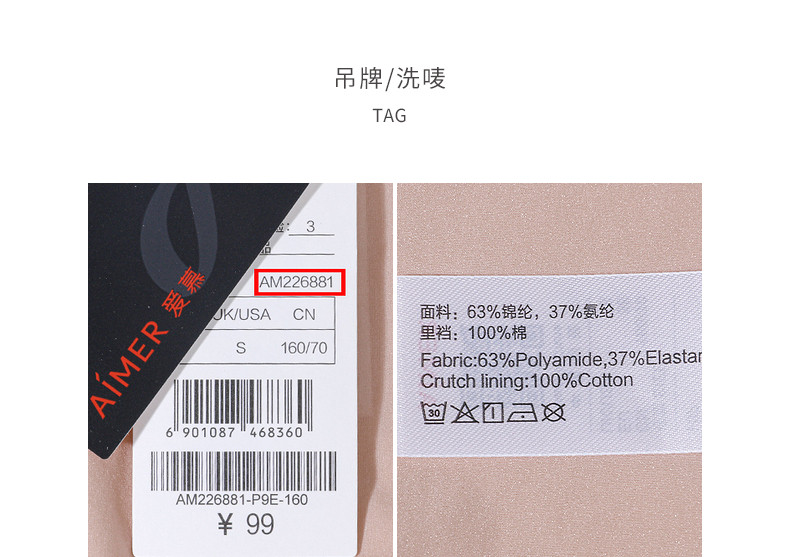 吊牌/洗唛
TAG
AIMER 爱慕
验: 3
品
AM226881
UK/USA CN
S 160/70
6 901087 468360
AM226881-P9E-160
¥ 99
面料：63%锦纶，37%氨纶
里裆：100%棉
Fabric:63%Polyamide,37%Elastan
Crutch lining:100%Cotton
30